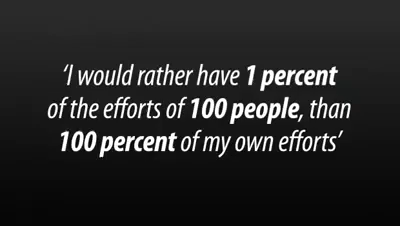 ‘I would rather have 1 percent
of the efforts of 100 people, than
100 percent of my own efforts’